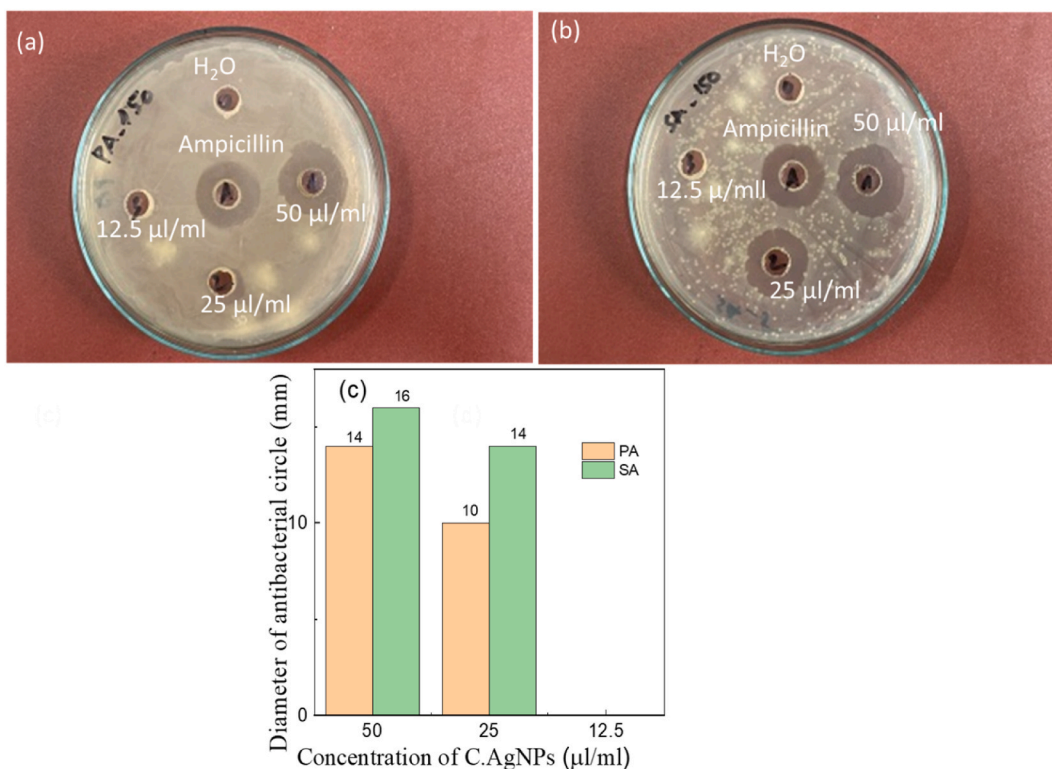 (a)
H₂O
PA-150
Ampicillin
12.5 µl/ml
50 µl/ml
25 µl/ml
(b)
H₂O
SA-150
Ampicillin
50 µl/ml
12.5 µ/mll
25 µl/ml
(c)
Diameter of antibacterial circle (mm)
10
0
14
16
10
14
PA
SA
50
25
12.5
Concentration of C.AgNPs (µl/ml)